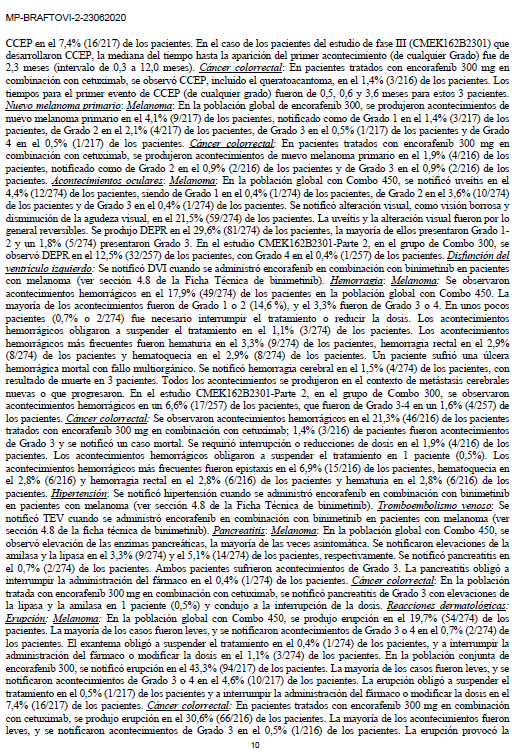 MP-BRAFTOVI-2-23062020
CCEP en el 7,4% (16/217) de los pacientes. En el caso de los pacientes del estudio de fase III (CMEK162B2301) que
desarrollaron CCEP, la mediana del tiempo hasta la aparición del primer acontecimiento (de cualquier Grado) fue de
2,3 meses (intervalo de 0,3 a 12,0 meses). Cáncer colorrectal: En pacientes tratados con encorafenib 300 mg en
combinación con cetuximab, se observó CCEP, incluido el queratoacantoma, en el 1,4% (3/216) de pacientes. Los
tiempos para el primer evento de CCEP (de cualquier grado) fueron de 0,5, 0,6 y 3,6 meses para estos 3 pacientes.
Nuevo melanoma primario: Melanoma: En la población global de encorafenib 300, se produjeron acontecimientos de
nuevo melanoma primario en el 4,1% (9/217) de pacientes, notificado como de Grado 1 en el 1,4% (3/217) de
pacientes, de Grado 2 en el 2,1% (4/217) de pacientes, de Grado 3 en el 0,5% (1/217) de pacientes y de Grado
4 en el 0,5% (1/217) de pacientes. Cáncer colorrectal: En pacientes tratados con encorafenib 300 mg en
combinación con cetuximab, se produjeron acontecimientos de nuevo melanoma primario en el 1,9% (4/216) de
pacientes, notificado como de Grado 2 en el 0,9% (2/216) de pacientes y de Grado 3 en el 0,9% (2/216) de
pacientes. Acontecimientos oculares: Melanoma: En la población global con Combo 450, se notificó uveítis en el
4,4% (12/274) de los pacientes, siendo de Grado 1 en el 0,4% (1/274) de pacientes, de Grado 2 en el 3,6% (10/274)
de los pacientes y de Grado 3 en el 0,4% (1/274) de los pacientes. Se notificó alteración visual, como visión borrosa y
disminución de la agudeza visual, en el 21,5% (59/274) de los pacientes. La uveítis y la alteración visual fueron por lo
general reversibles. Se produjo DEPR en el 29,6% (81/274) de los pacientes, la mayoría de ellos presentaron Grado 1-
2 y un 1,8% (5/274) presentaron Grado 3. En el estudio CMEK162B2301-Parte 2, en el grupo de Combo 300, se
observó DEPR en el 12,5% (32/257) de los pacientes, con Grado 4 en el 0,4% (1/257) de los pacientes. Disfunción del
ventrículo izquierdo: Se notificó DVI cuando se administró encorafenib en combinación con binimetinib en pacientes
con melanoma (ver sección 4.8 de la Ficha Técnica de binimetinib). Hemorragia: Melanoma: Se observaron
acontecimientos hemorrágicos en el 17,9% (49/274) de los pacientes en la población global con Combo 450. La
mayoría de los acontecimientos fueron de Grado 1 o 2 (14,6 %), y el 3,3% fueron de Grado 3 o 4. En unos pocos
pacientes (0,7% o 2/274) fue necesario interrumpir el tratamiento o reducir la dosis. Los acontecimientos
hemorrágicos obligaron a suspender el tratamiento en el 1,1% (3/274) de los pacientes. Los acontecimientos
hemorrágicos más frecuentes fueron hematuria en el 3,3% (9/274) de los pacientes, hemorragia rectal en el 2,9%
(8/274) de los pacientes y hematoquecia en el 2,9% (8/274) de los pacientes. Un paciente sufrió una úlcera
hemorrágica mortal con fallo multiorgánico. Se notificó hemorragia cerebral en el 1,5% (4/274) de los pacientes, con
resultado de muerte en 3 pacientes. Todos los acontecimientos se produjeron en el contexto de metástasis cerebrales
nuevas o que progresaron. En el estudio CMEK162B2301-Parte 2, en el grupo de Combo 300, se observaron
acontecimientos hemorrágicos en un 6,6% (17/257) de los pacientes, que fueron de Grado 3-4 en un 1,6% (4/257) de
los pacientes. Cáncer colorrectal: Se observaron acontecimientos hemorrágicos en el 21,3% (46/216) de los pacientes
tratados con encorafenib 300 mg en combinación con cetuximab; 1,4% (3/216) de pacientes fueron acontecimientos
de Grado 3 y se notificó un caso mortal. Se requirió interrupción o reducciones de dosis en el 1,9% (4/216) de los
pacientes. Los acontecimientos hemorrágicos obligaron a suspender el tratamiento en 1 paciente (0,5%). Los
acontecimientos hemorrágicos más frecuentes fueron epistaxis en el 6,9% (15/216) de los pacientes, hematoquecia en
el 2,8% (6/216) y hemorragia rectal en el 2,8% (6/216) de los pacientes y hematuria en el 2,8% (6/216) de los
pacientes. Hipertensión: Se notificó hipertensión cuando se administró encorafenib en combinación con binimetinib
en pacientes con melanoma (ver sección 4.8 de la Ficha Técnica de binimetinib). Tromboembolismo venoso: Se
notificó TEV cuando se administró encorafenib en combinación con binimetinib en pacientes con melanoma (ver
sección 4.8 de la ficha técnica de binimetinib). Pancreatitis: Melanoma: En la población global con Combo 450, se
observó elevación de las enzimas pancreáticas, la mayoría de las veces asintomática. Se notificaron elevaciones de la
amilasa y la lipasa en el 3,3% (9/274) y el 5,1% (14/274) de los pacientes, respectivamente. Se notificó pancreatitis en
el 0,7% (2/274) de los pacientes. Ambos pacientes sufrieron acontecimientos de Grado 3. La pancreatitis obligó a
interrumpir la administración del fármaco en el 0,4% (1/274) de los pacientes. Cáncer colorrectal: En la población
tratada con encorafenib 300 mg en combinación con cetuximab, se notificó pancreatitis de Grado 3 con elevaciones de
la lipasa y la amilasa en 1 paciente (0,5%) y condujo a la interrupción de la dosis. Reacciones dermatológicas:
Erupción: Melanoma: En la población global con Combo 450, se produjo erupción en el 19,7% (54/274) de los
pacientes. La mayoría de los casos fueron leves, y se notificaron acontecimientos de Grado 3 o 4 en el 0,7% (2/274) de
los pacientes. El exantema obligó a suspender el tratamiento en el 0,4% (1/274) de los pacientes, y a interrumpir la
administración del fármaco o modificar la dosis en el 1,1% (3/274) de los pacientes. En la población conjunta de
encorafenib 300, se notificó erupción en el 43,3% (94/217) de los pacientes. La mayoría de los casos fueron leves, y se
notificaron acontecimientos de Grado 3 o 4 en el 4,6% (10/217) de los pacientes. La erupción obligó a suspender el
tratamiento en el 0,5% (1/217) de los pacientes y a interrumpir la administración del fármaco o modificar la dosis en el
7,4% (16/217) de los pacientes. Cáncer colorrectal: En pacientes tratados con encorafenib 300 mg en combinación
con cetuximab, se produjo erupción en el 30,6% (66/216) de los pacientes. La mayoría de los acontecimientos fueron
leves, y se notificaron acontecimientos de Grado 3 en el 0,5% (1/216) de los pacientes. La erupción provocó la
10